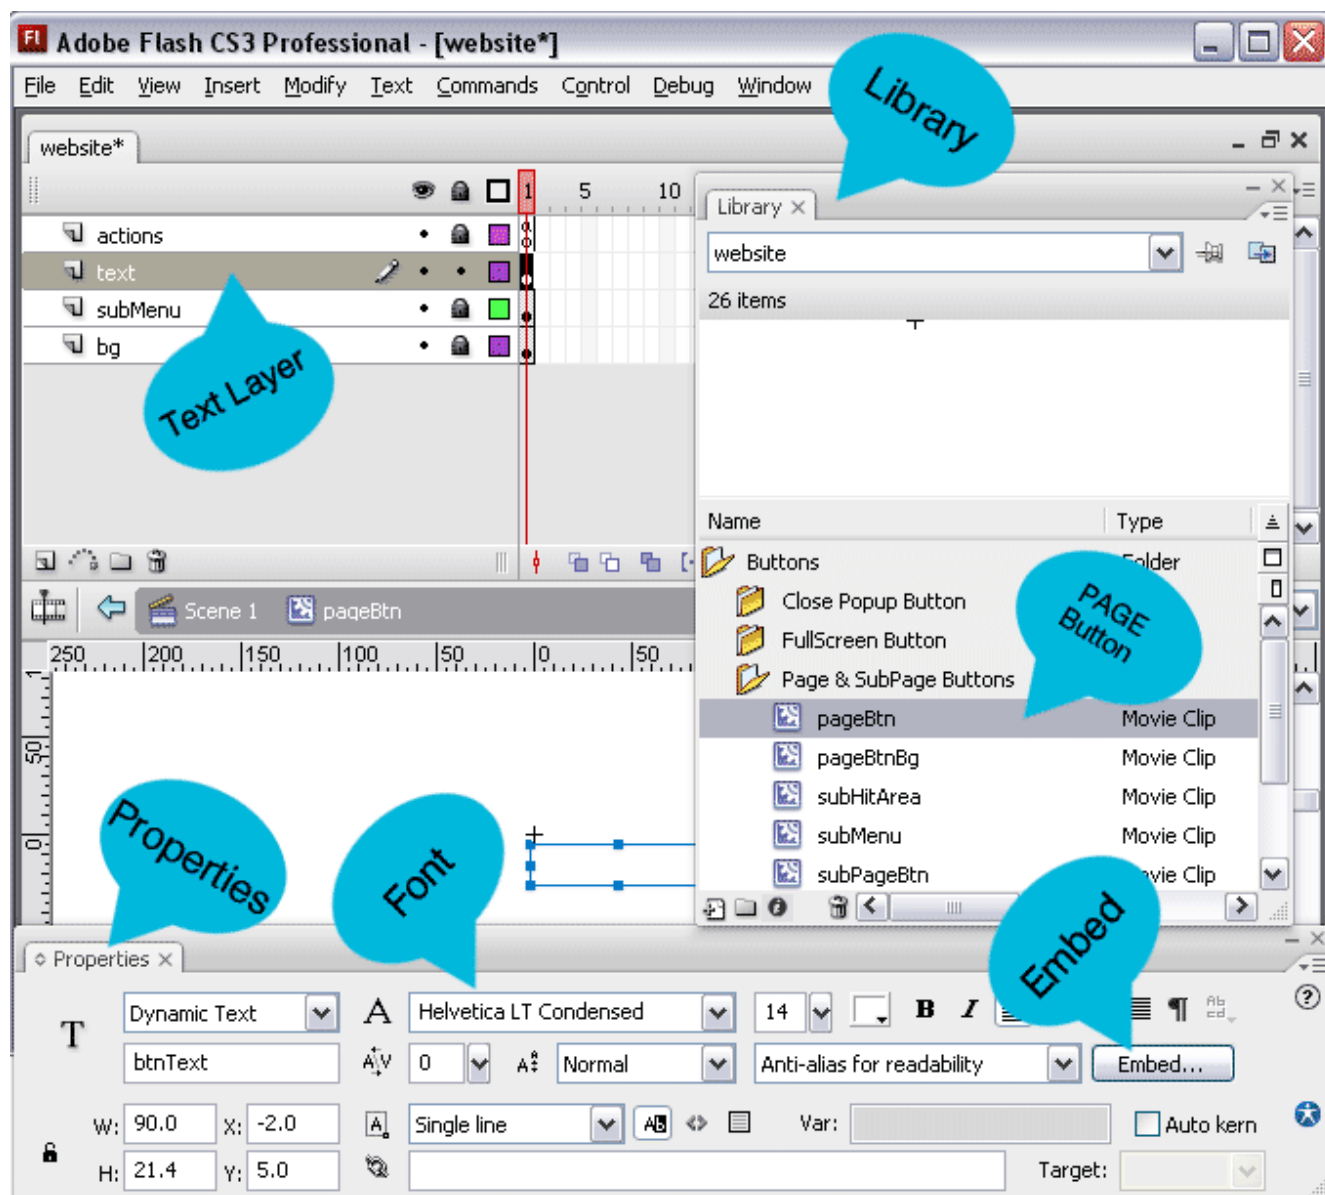 Fl Adobe Flash CS3 Professional - [website*]
File Edit View Insert Modify Text Commands Control Debug Window
Library
website*
1 5 10
Library
actions
website
text
26 items
subMenu
bg
Text Layer
Name Type
Buttons Folder
PAGE
Button
Close Popup Button
Scene 1 pageBtn
FullScreen Button
250 200 150 100 50 0 50
Page & SubPage Buttons
pageBtn Movie Clip
50
pageBtnBg Movie Clip
subHitArea Movie Clip
Properties
0
subMenu Movie Clip
Font
subPageBtn Movie Clip
Embed
Properties
T Dynamic Text A Helvetica LT Condensed 14 B I
btnText A|V 0 Normal Anti-alias for readability Embed...
W: 90.0 X: -2.0 Single line AB Var: Auto kern
H: 21.4 Y: 5.0 Target: